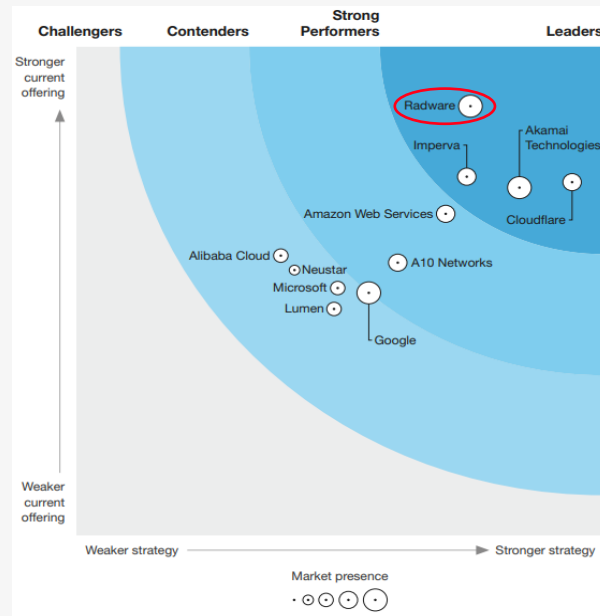 Challengers
Contenders
Strong
Performers
Leaders
Stronger
current
offering
Radware
Akamai
Technologies
Imperva
Amazon Web Services
Cloudflare
Alibaba Cloud
A10 Networks
Neustar
Microsoft
Lumen
Google
Weaker
current
offering
Weaker strategy
Stronger strategy
Market presence